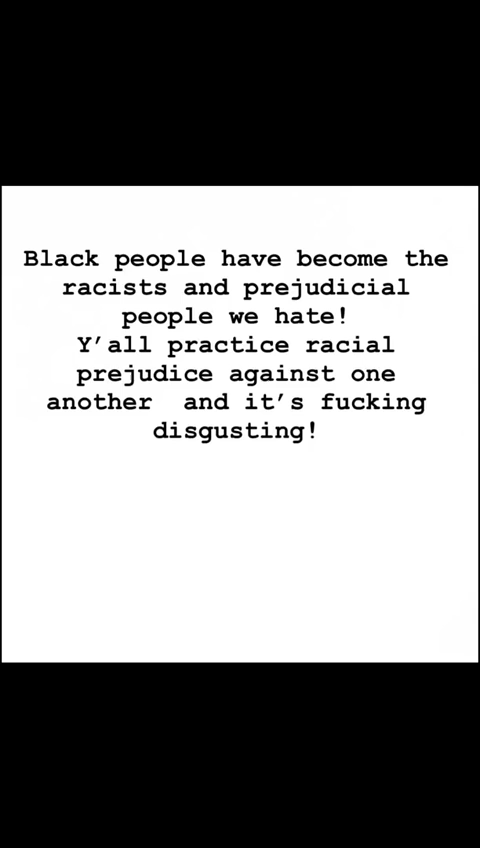 Black people have become the
racists and prejudicial
people we hate!
Y’all practice racial
prejudice against one
another  and it’s fucking
disgusting!